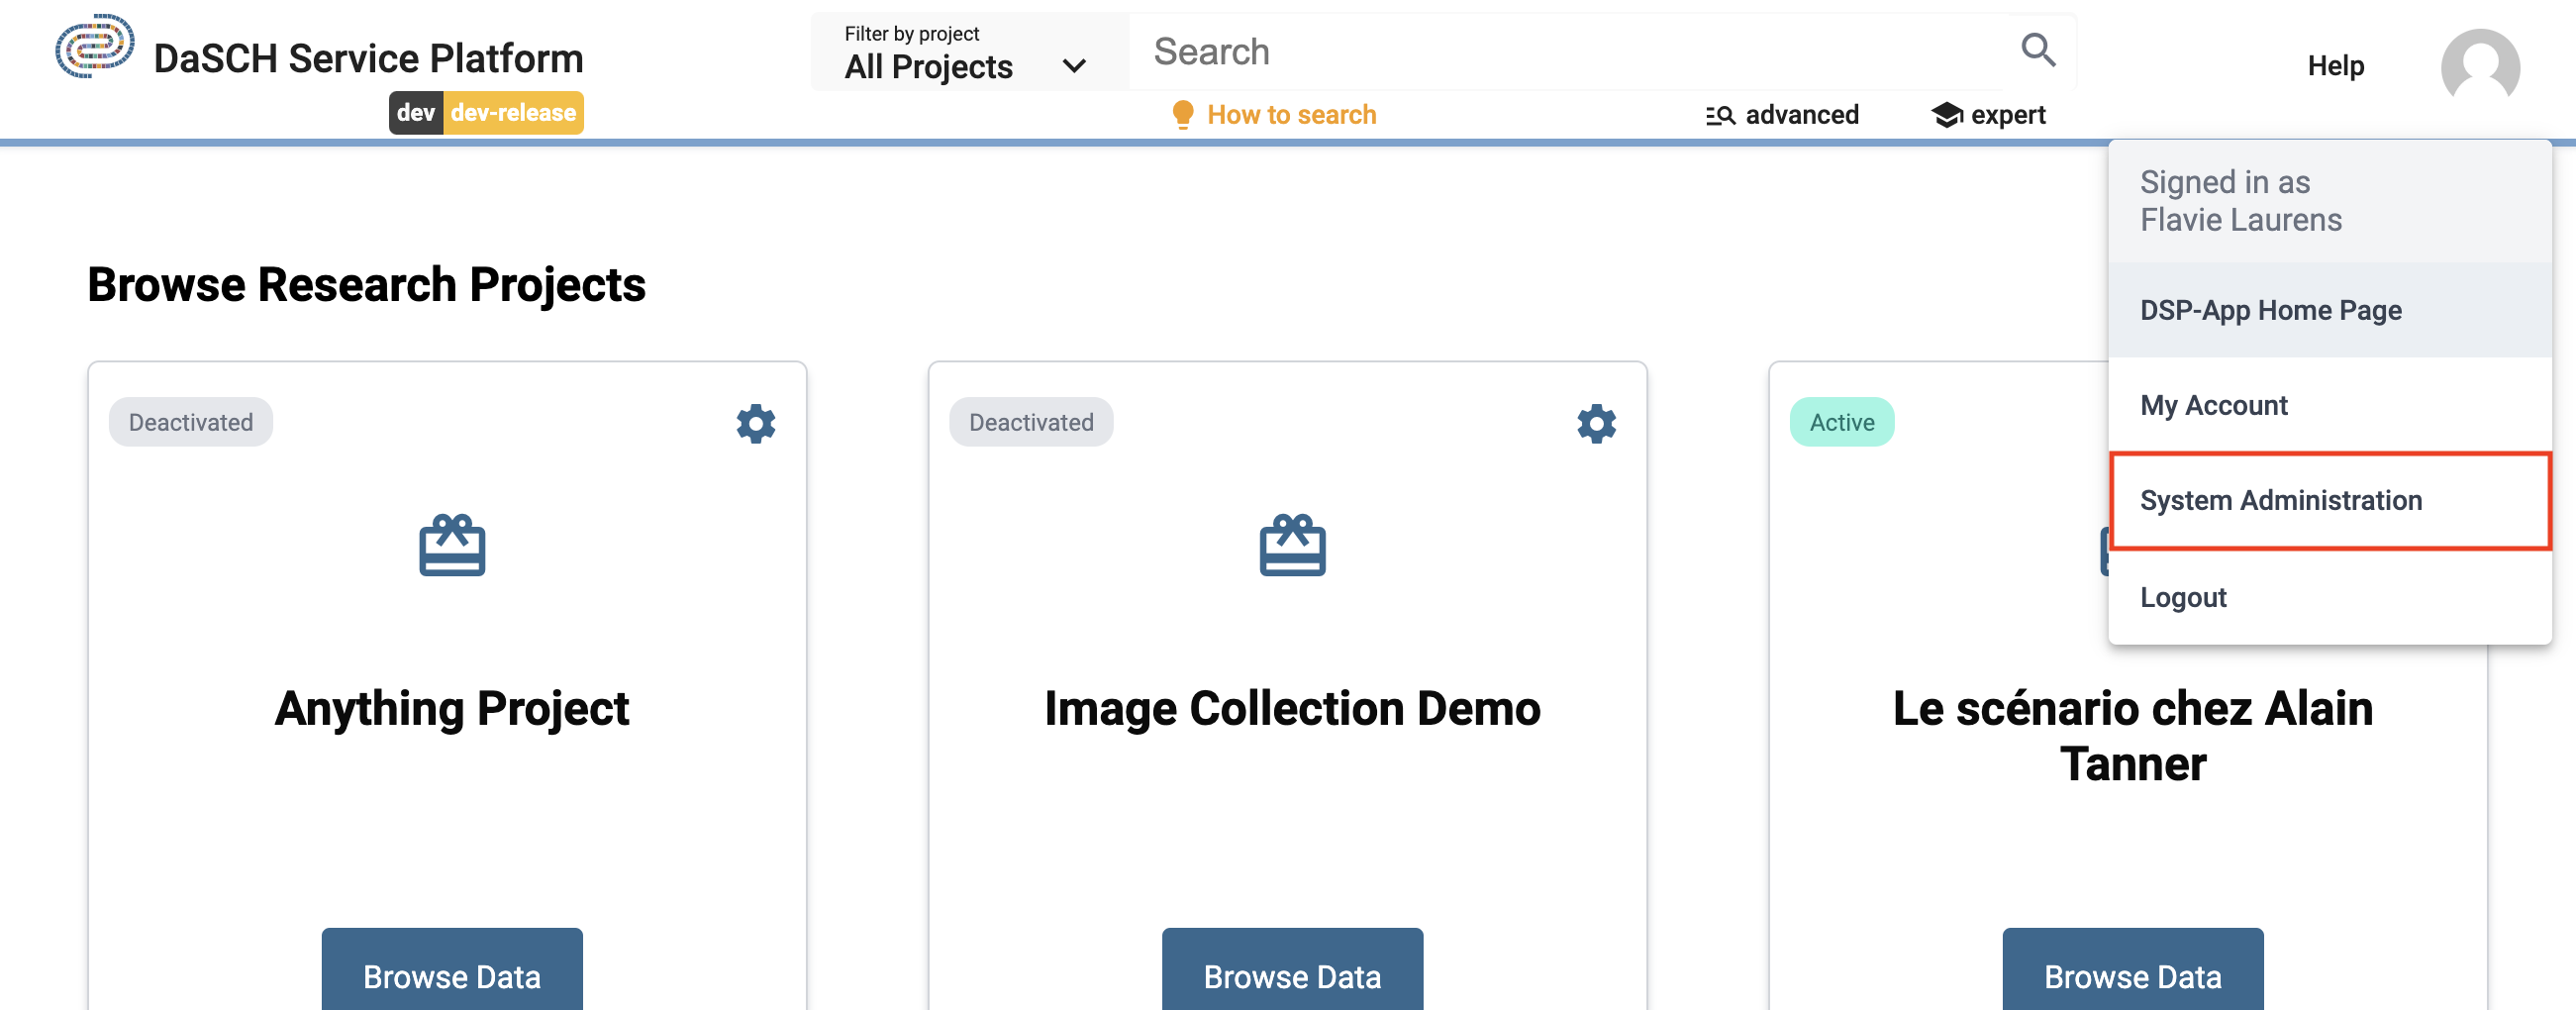 DaSCH Service Platform
dev dev-release
Filter by project
All Projects
Search
How to search
advanced
expert
Help
Signed in as
Flavie Laurens
DSP-App Home Page
My Account
System Administration
Logout
Browse Research Projects
Deactivated
Anything Project
Browse Data
Deactivated
Image Collection Demo
Browse Data
Active
Le scénario chez Alain
Tanner
Browse Data